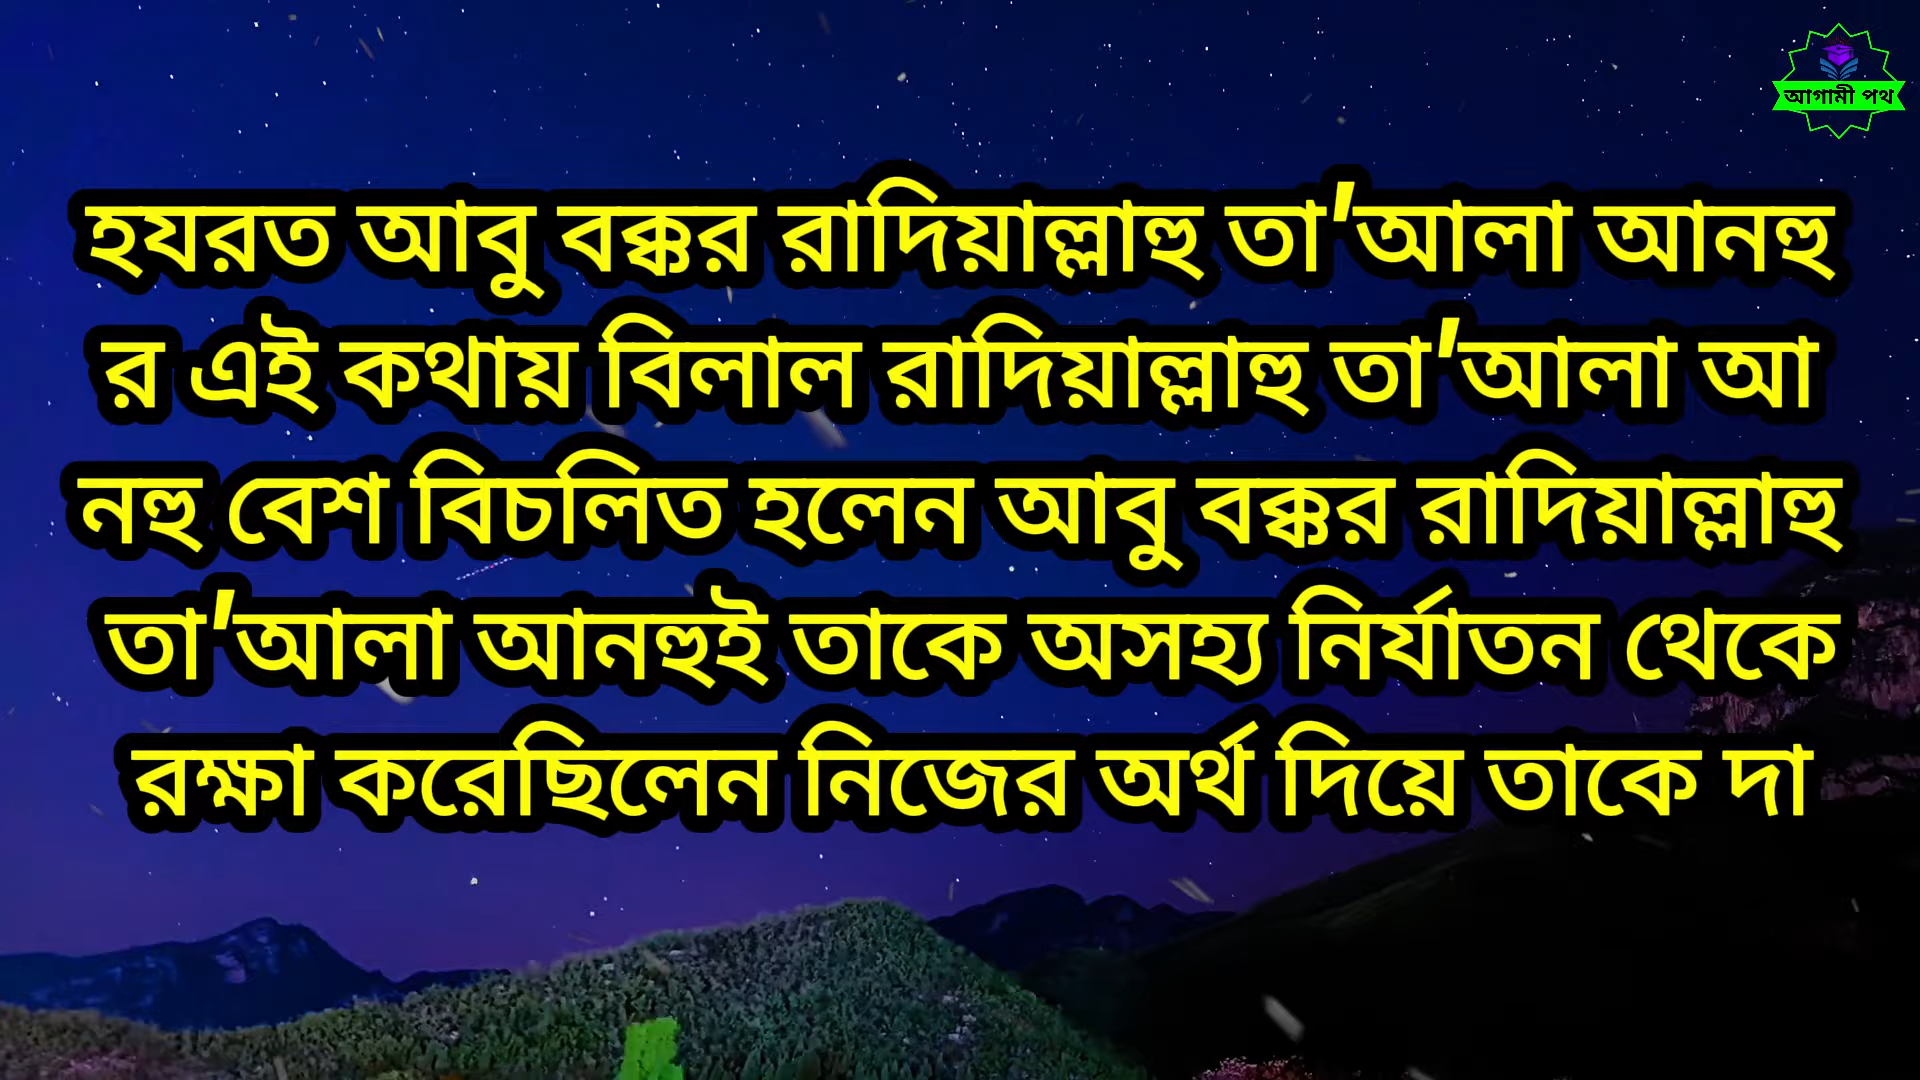 আগামী পথ
হযরত আবু বক্কর রাদিয়াল্লাহু তা'আলা আনহু
র এই কথায় বিলাল রাদিয়াল্লাহু তা'আলা আ
নহু বেশ বিচলিত হলেন আবু বক্কর রাদিয়াল্লাহু
তা'আলা আনহুই তাকে অসহ্য নির্যাতন থেকে
রক্ষা করেছিলেন নিজের অর্থ দিয়ে তাকে দা